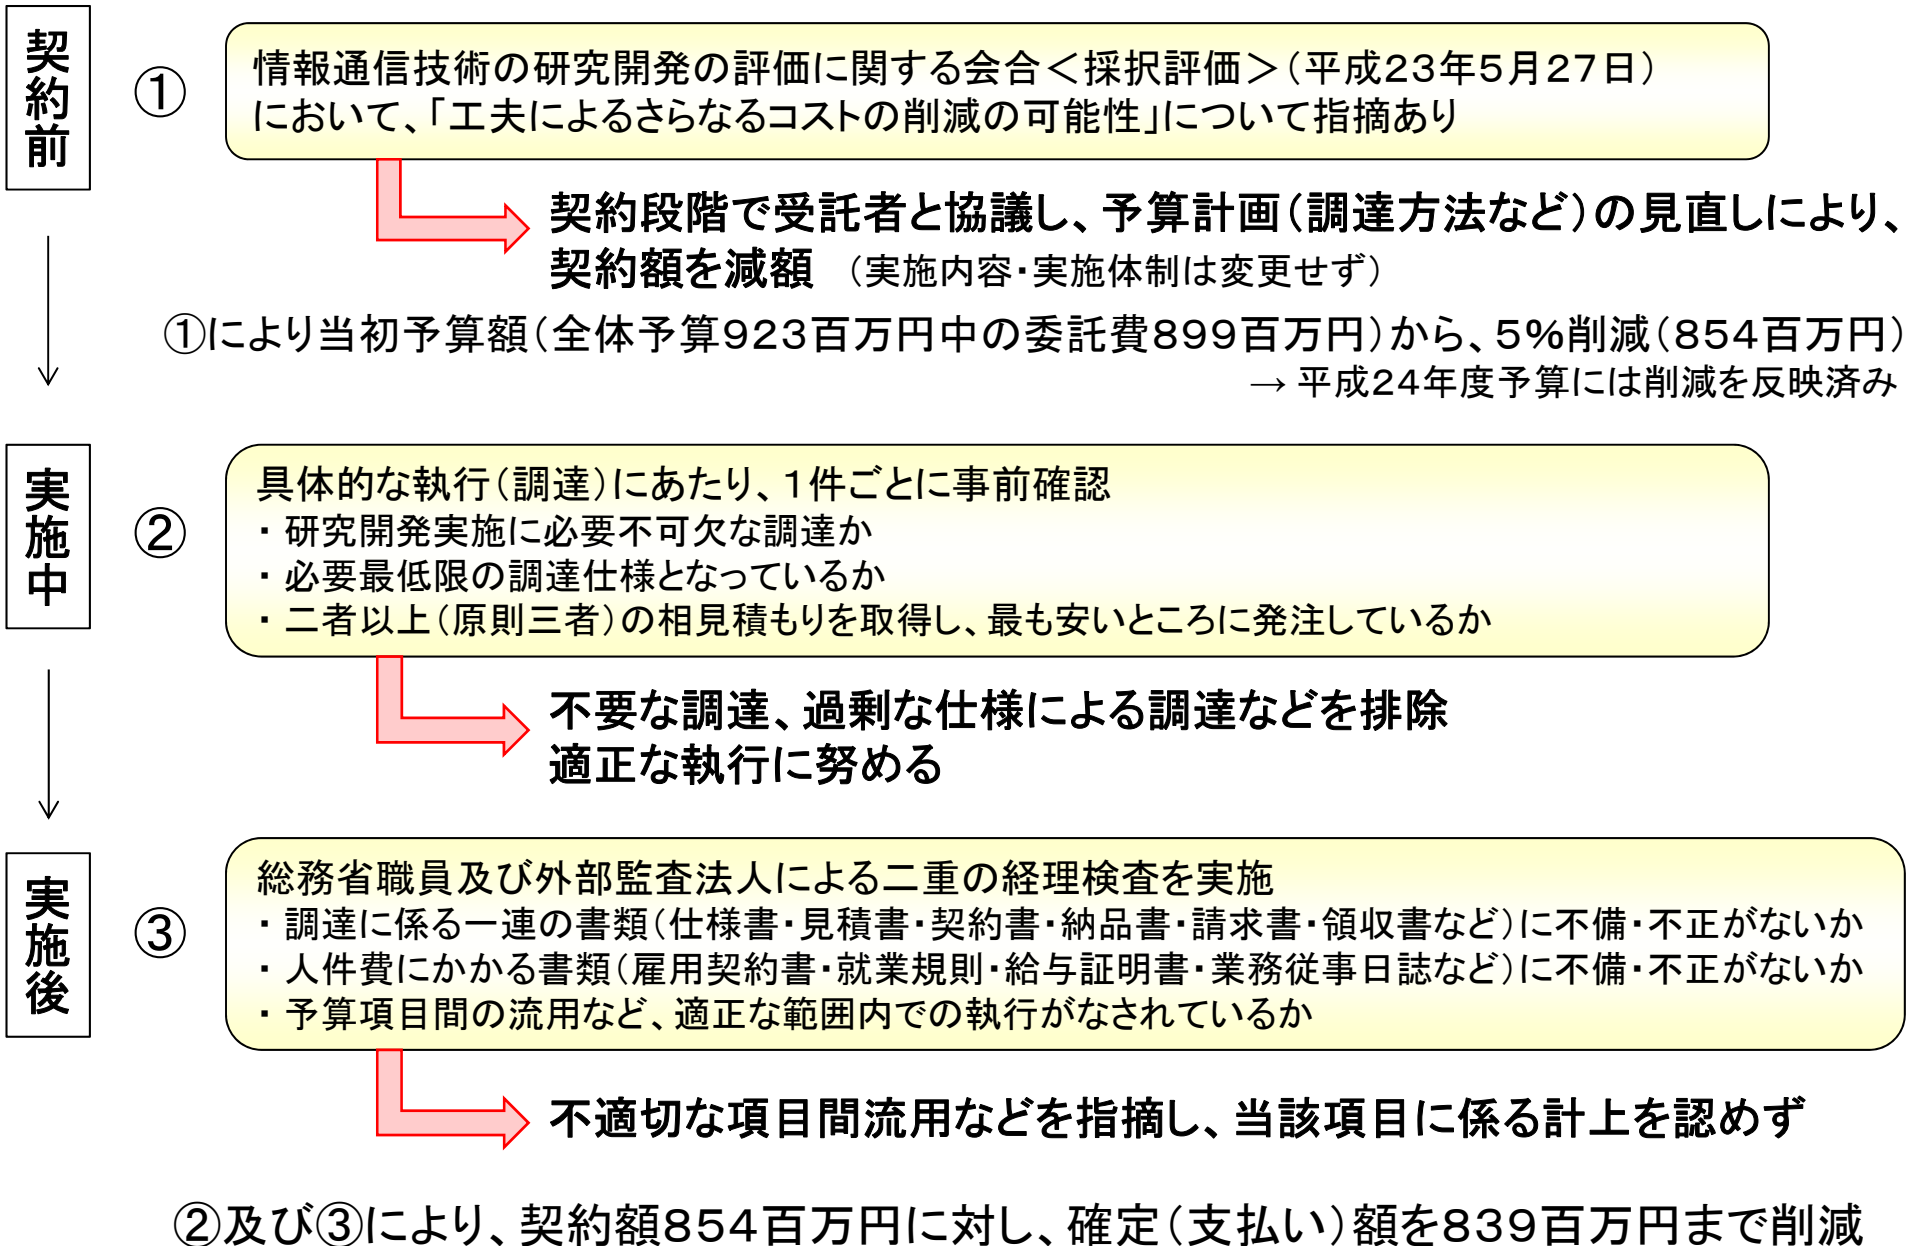 契約前
①
情報通信技術の研究開発の評価に関する会合＜採択評価＞（平成２３年５月２７日）
において、「工夫によるさらなるコストの削減の可能性」について指摘あり
契約段階で受託者と協議し、予算計画（調達方法など）の見直しにより、
契約額を減額 （実施内容・実施体制は変更せず）
①により当初予算額（全体予算９２３百万円中の委託費８９９百万円）から、５％削減（８５４百万円）
→ 平成２４年度予算には削減を反映済み
実施中
②
具体的な執行（調達）にあたり、１件ごとに事前確認
・ 研究開発実施に必要不可欠な調達か
・ 必要最低限の調達仕様となっているか
・ 二者以上（原則三者）の相見積もりを取得し、最も安いところに発注しているか
不要な調達、過剰な仕様による調達などを排除
適正な執行に努める
実施後
③
総務省職員及び外部監査法人による二重の経理検査を実施
・ 調達に係る一連の書類（仕様書・見積書・契約書・納品書・請求書・領収書など）に不備・不正がないか
・ 人件費にかかる書類（雇用契約書・就業規則・給与証明書・業務従事日誌など）に不備・不正がないか
・ 予算項目間の流用など、適正な範囲内での執行がなされているか
不適切な項目間流用などを指摘し、当該項目に係る計上を認めず
②及び③により、契約額８５４百万円に対し、確定（支払い）額を８３９百万円まで削減